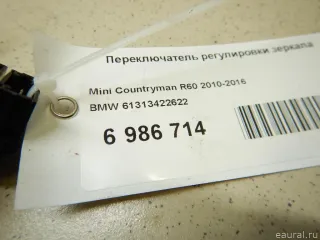 Переключатель регулировки зеркала
Mini Countryman R60 2010-2016
BMW 61313422622
6 986 714
eaural.ru